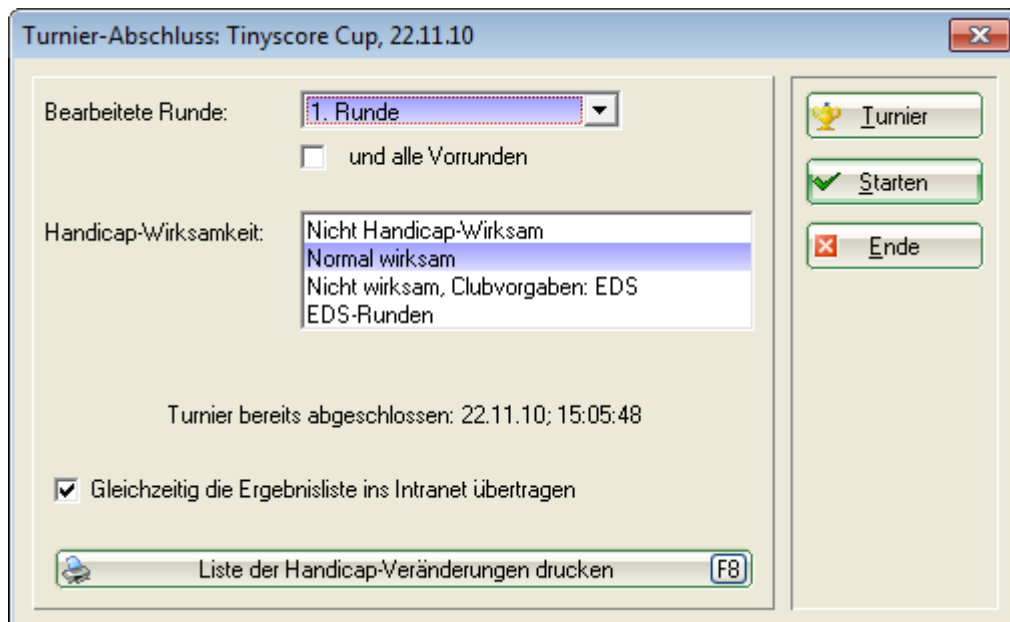 Turnier-Abschluss: Tinyscore Cup, 22.11.10
Bearbeitete Runde: 1. Runde
und alle Vorrunden
Handicap-Wirksamkeit:
Nicht Handicap-Wirksam
Normal wirksam
Nicht wirksam, Clubvorgaben: EDS
EDS-Runden
Turnier bereits abgeschlossen: 22.11.10; 15:05:48
Gleichzeitig die Ergebnisliste ins Intranet übertragen
Liste der Handicap-Veränderungen drucken F8
Turnier
Starten
Ende